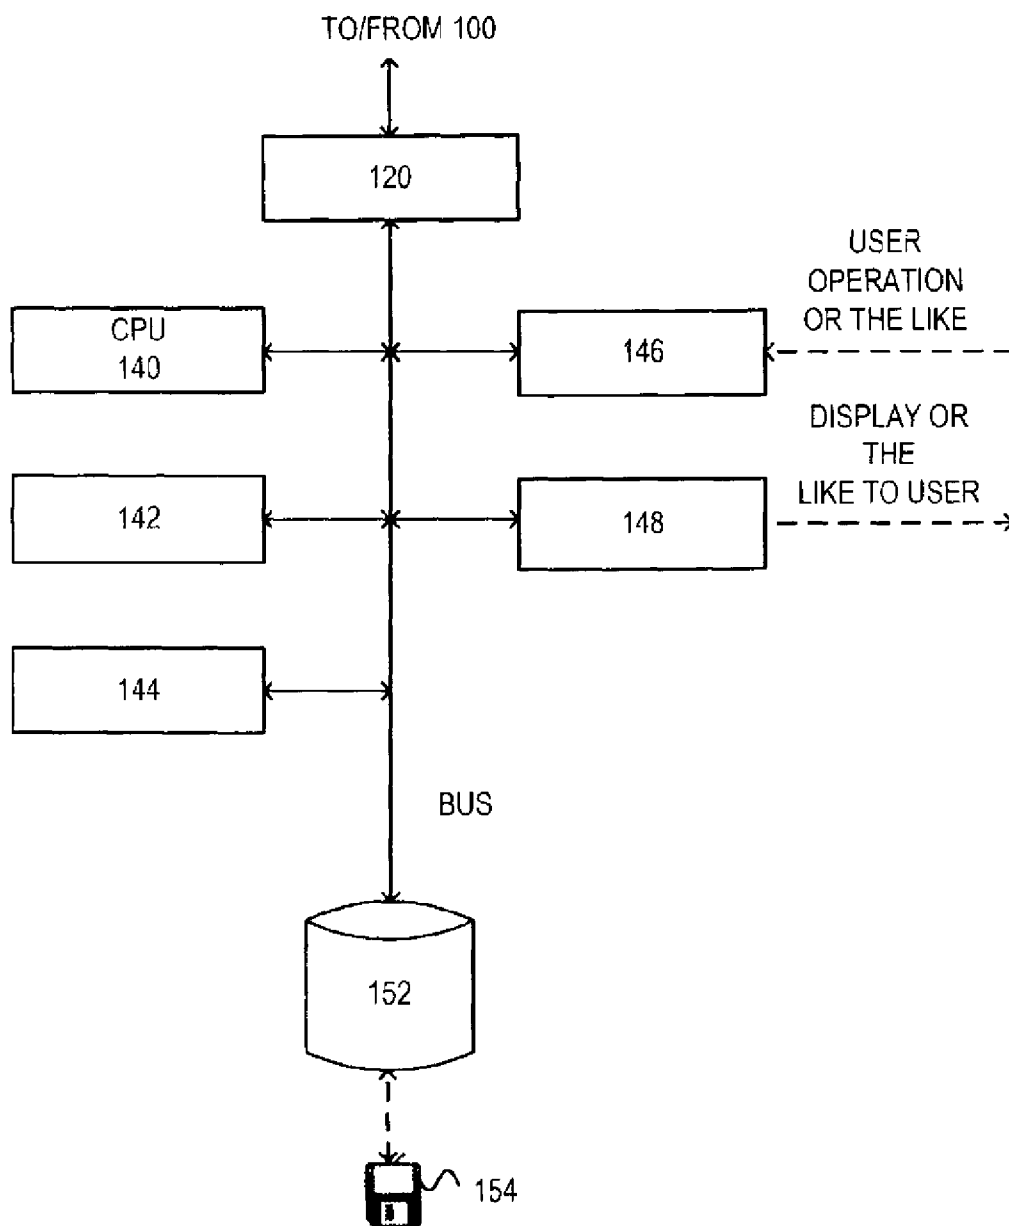 TO/FROM 100
120
USER
OPERATION
OR THE LIKE
CPU
140
146
DISPLAY OR
THE
LIKE TO USER
142
148
144
BUS
152
154